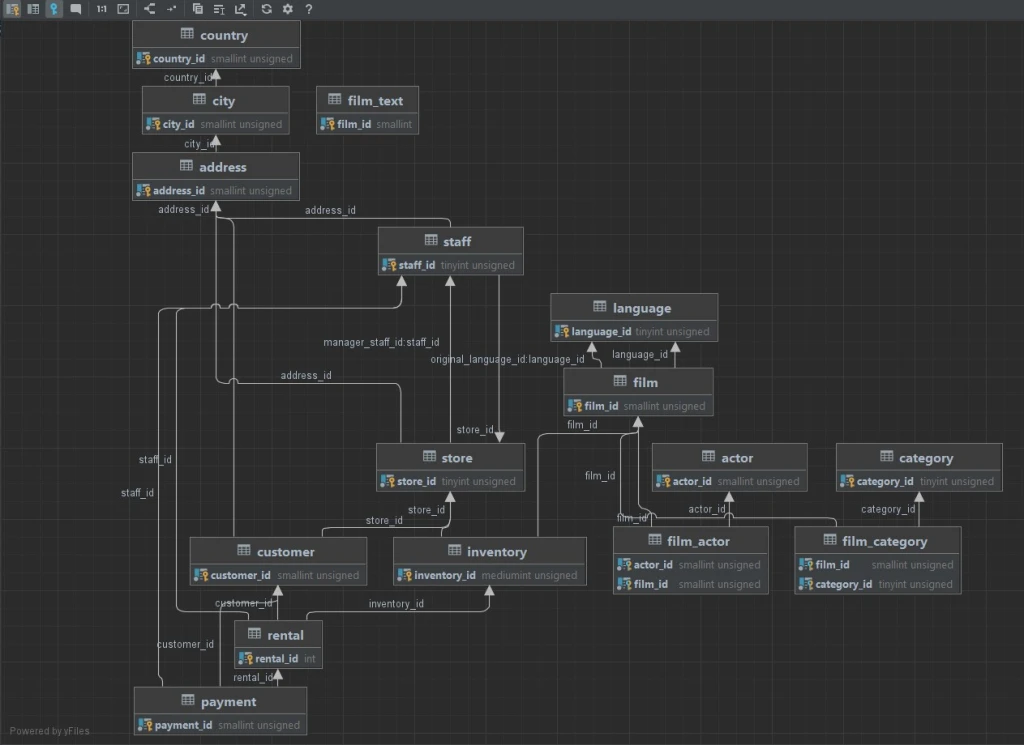 1:1
?
country
country_id smallint unsigned
country_id
city
film_text
city_id smallint unsigned
film_id smallint
city_id
address
address_id smallint unsigned
address_id
address_id
staff
staff_id tinyint unsigned
language
language_id tinyint unsigned
manager_staff_id:staff_id
original_language_id:language_id
language_id
address_id
film
film_id smallint unsigned
store_id
film_id
staff_id
store
actor
category
store_id tinyint unsigned
film_id
actor_id smallint unsigned
category_id tinyint unsigned
staff_id
store_id
store_id
actor_id
category_id
film_id
customer
inventory
film_actor
film_category
customer_id smallint unsigned
inventory_id mediumint unsigned
actor_id smallint unsigned
film_id smallint unsigned
film_id smallint unsigned
category_id tinyint unsigned
customer_id
inventory_id
rental
customer_id
rental_id int
rental_id
payment
payment_id smallint unsigned
Powered by yFiles